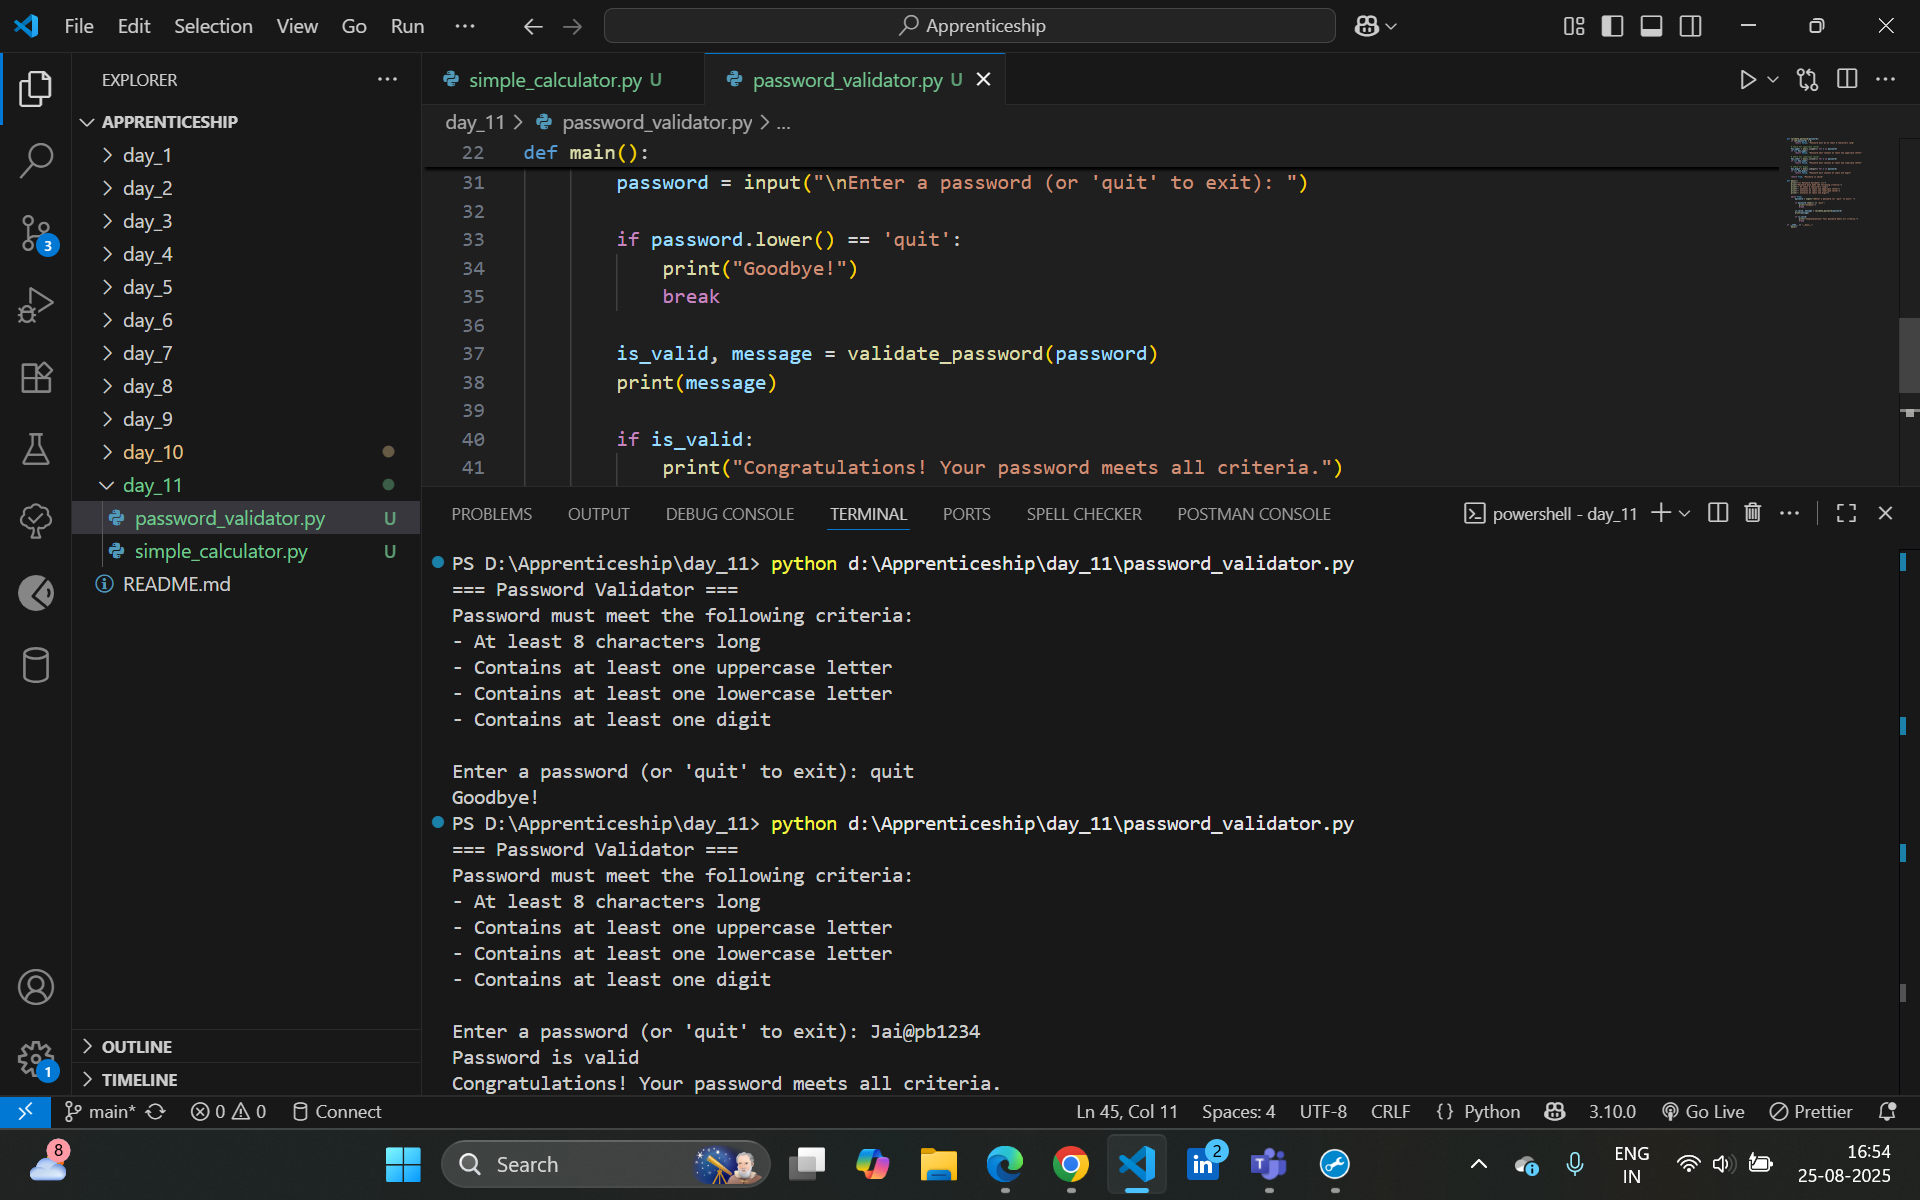 File Edit Selection View Go Run ... Apprenticeship
EXPLORER
APPRENTICESHIP
day_1
day_2
day_3
day_4
day_5
day_6
day_7
day_8
day_9
day_10
day_11
password_validator.py U
simple_calculator.py U
README.md
OUTLINE
TIMELINE
3
1
simple_calculator.py U password_validator.py U
day_11 > password_validator.py > ...
22 def main():
31 password = input("\nEnter a password (or 'quit' to exit): ")
32
33 if password.lower() == 'quit':
34 print("Goodbye!")
35 break
36
37 is_valid, message = validate_password(password)
38 print(message)
39
40 if is_valid:
41 print("Congratulations! Your password meets all criteria.")
PROBLEMS OUTPUT DEBUG CONSOLE TERMINAL PORTS SPELL CHECKER POSTMAN CONSOLE powershell - day_11
PS D:\Apprenticeship\day_11> python d:\Apprenticeship\day_11\password_validator.py
=== Password Validator ===
Password must meet the following criteria:
- At least 8 characters long
- Contains at least one uppercase letter
- Contains at least one lowercase letter
- Contains at least one digit
Enter a password (or 'quit' to exit): quit
Goodbye!
PS D:\Apprenticeship\day_11> python d:\Apprenticeship\day_11\password_validator.py
=== Password Validator ===
Password must meet the following criteria:
- At least 8 characters long
- Contains at least one uppercase letter
- Contains at least one lowercase letter
- Contains at least one digit
Enter a password (or 'quit' to exit): Jai@pb1234
Password is valid
Congratulations! Your password meets all criteria.
main* 0 0 Connect Ln 45, Col 11 Spaces: 4 UTF-8 CRLF {} Python 3.10.0 Go Live Prettier
8 Search 2 ENG IN 16:54
25-08-2025